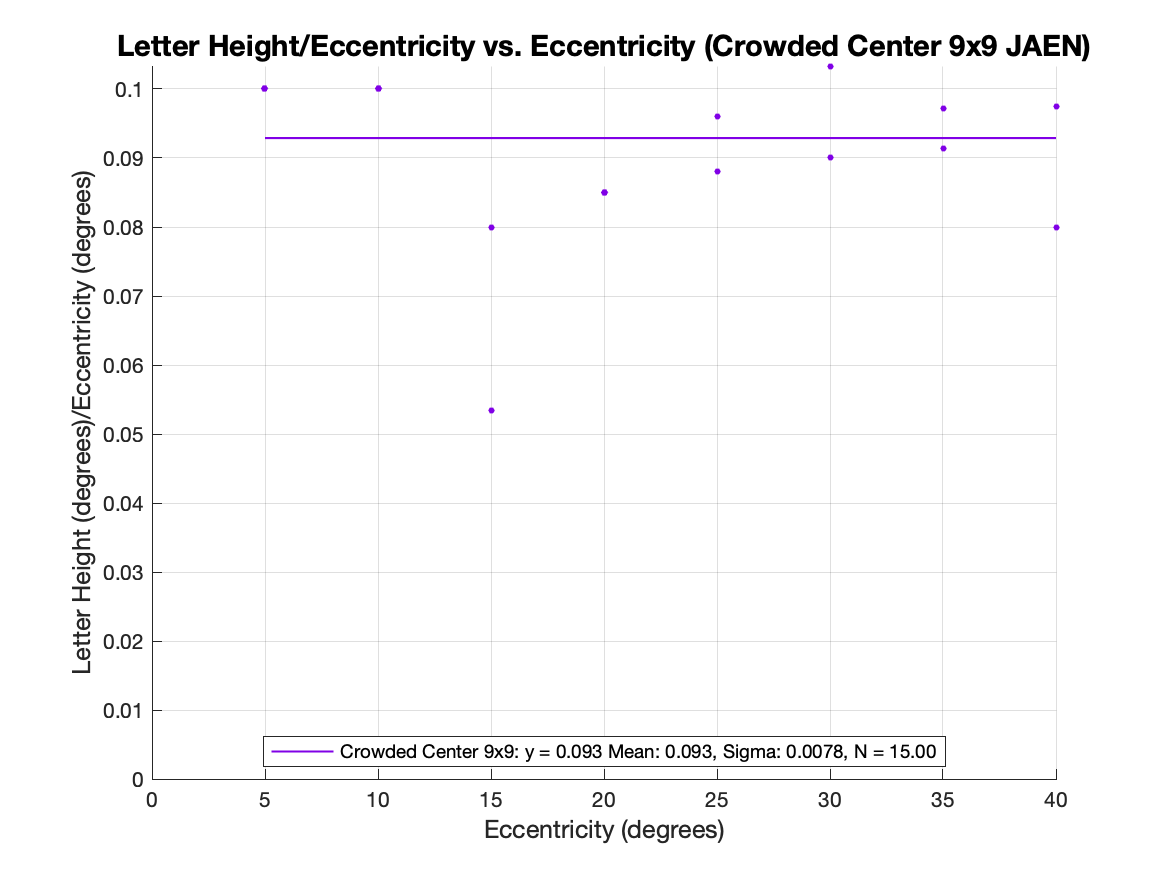 Letter Height/Eccentricity vs. Eccentricity (Crowded Center 9x9 JAEN)
Letter Height (degrees)/Eccentricity (degrees)
0.1
0.09
0.08
0.07
0.06
0.05
0.04
0.03
0.02
0.01
0
Crowded Center 9x9: y = 0.093 Mean: 0.093, Sigma: 0.0078, N = 15.00
0 5 10 15 20 25 30 35 40
Eccentricity (degrees)